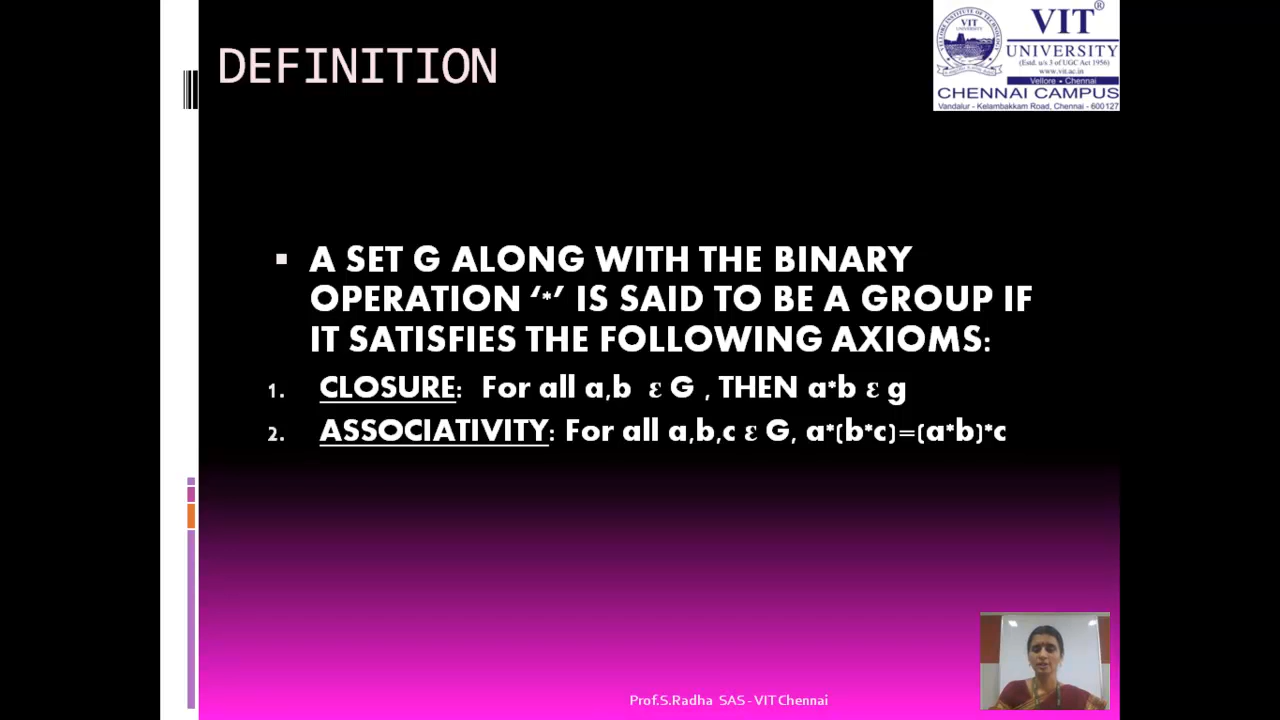 DEFINITION
VIT®
VIT
UNIVERSITY
UNIVERSITY
(Estd. u/s 3 of UGC Act 1956)
www.vit.ac.in
Vellore • Chennai
CHENNAI CAMPUS
Vandalur - Kelambakkam Road, Chennai - 600127
▪ A SET G ALONG WITH THE BINARY
OPERATION ‘*’ IS SAID TO BE A GROUP IF
IT SATISFIES THE FOLLOWING AXIOMS:
1. CLOSURE: For all a,b ε G , THEN a*b ε g
2. ASSOCIATIVITY: For all a,b,c ε G, a*(b*c)=(a*b)*c
Prof.S.Radha SAS - VIT Chennai